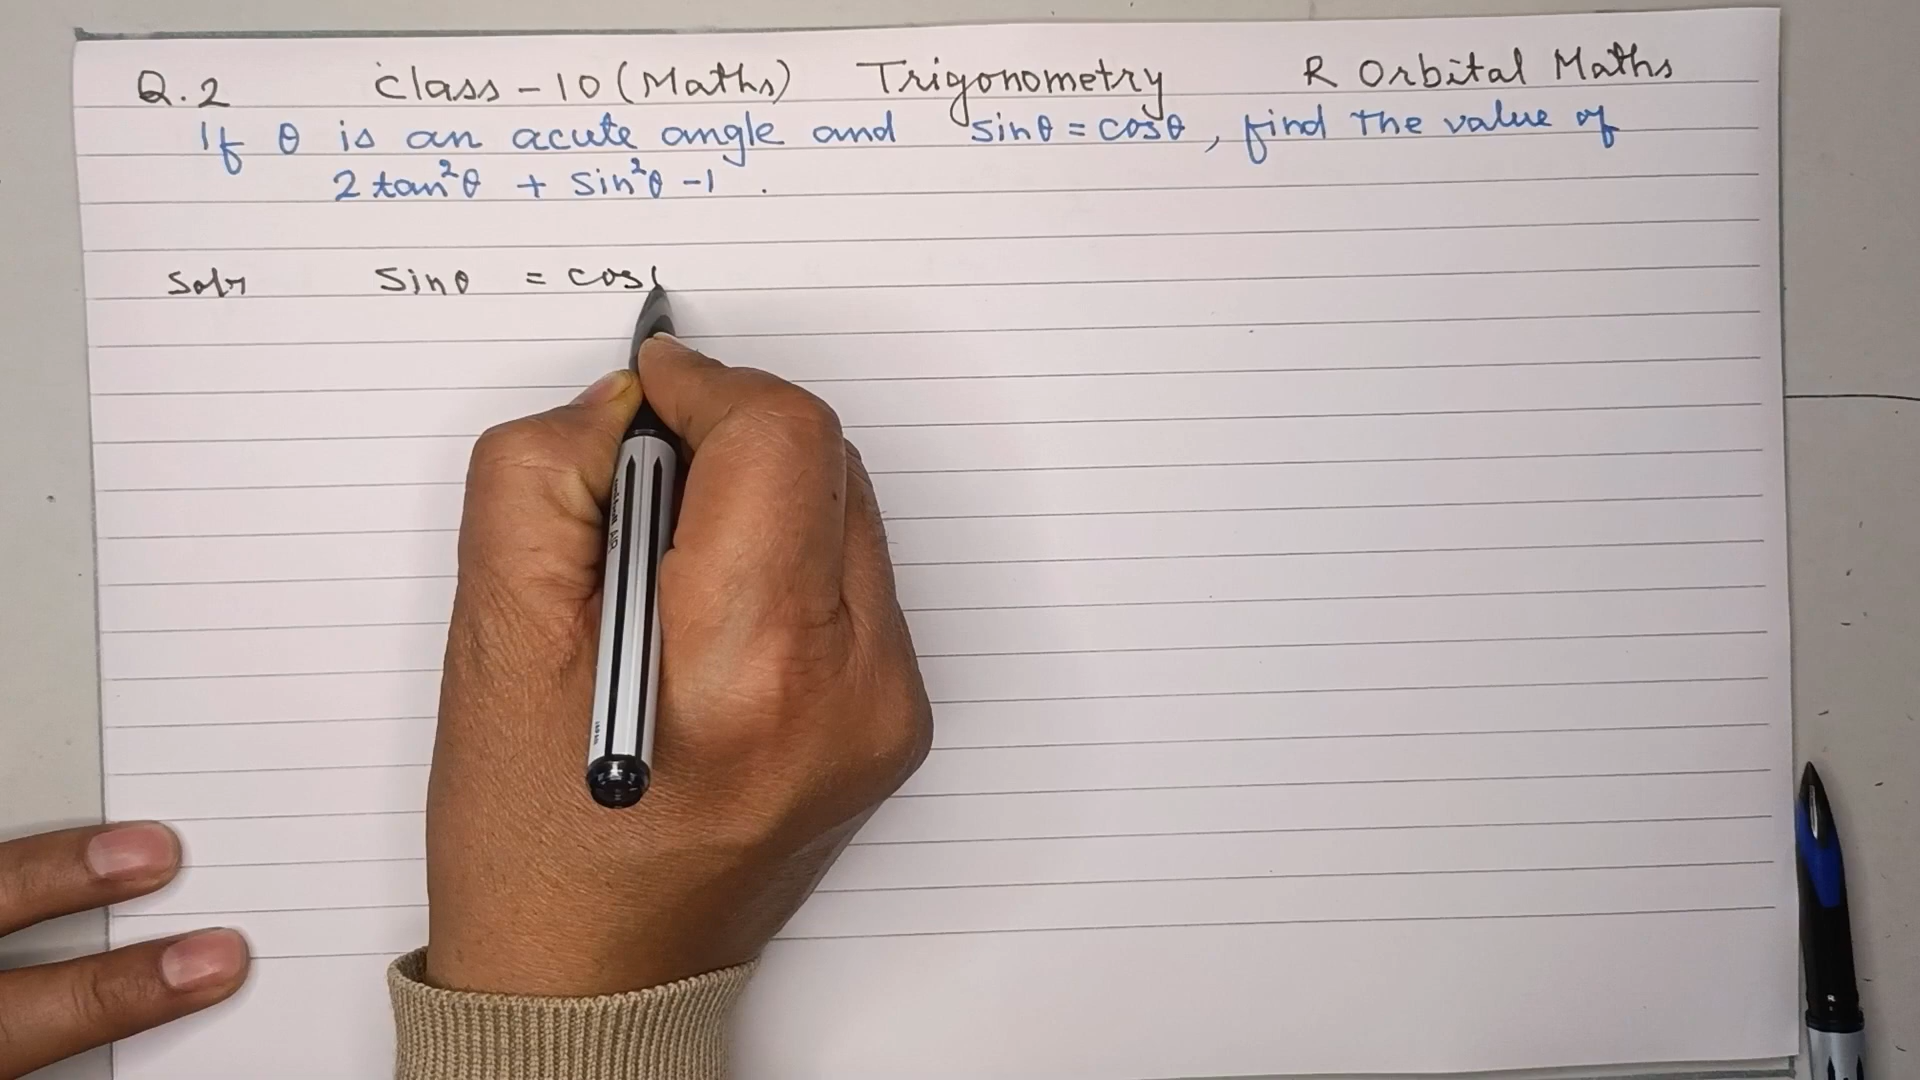 Q.2 Class-10 (Maths) Trigonometry R Orbital Maths
If θ is an acute angle and sinθ = cosθ, find the value of
2 tan²θ + sin²θ -1 .
Soln sinθ = cos